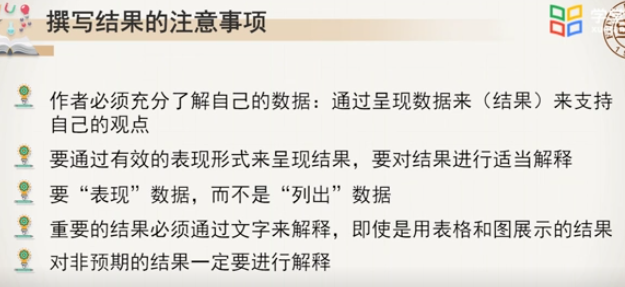 撰写结果的注意事项
作者必须充分了解自己的数据：通过呈现数据来（结果）来支持
自己的观点
要通过有效的表现形式来呈现结果，要对结果进行适当解释
要“表现”数据，而不是“列出”数据
重要的结果必须通过文字来解释，即使是用表格和图展示的结果
对非预期的结果一定要进行解释